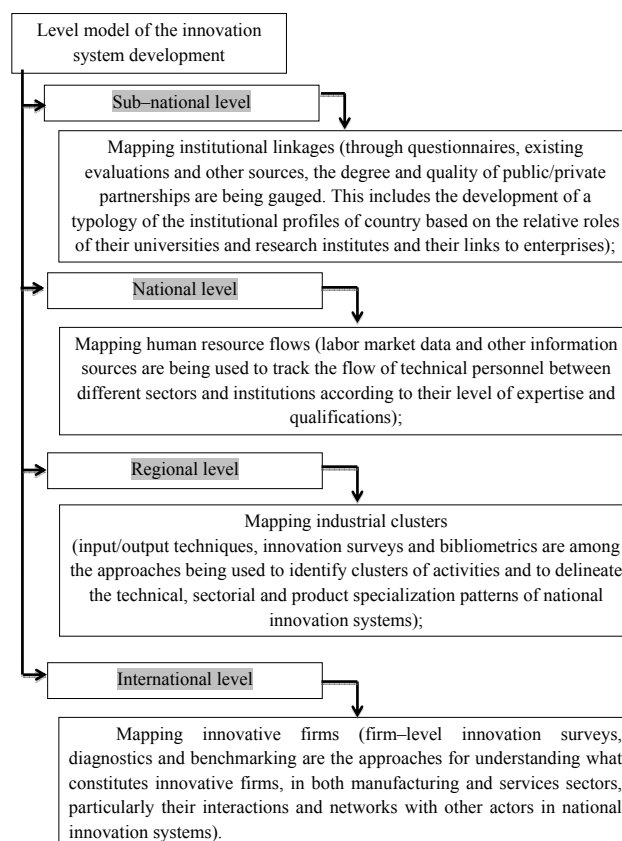 Level model of the innovation
system development
Sub–national level
Mapping institutional linkages (through questionnaires, existing
evaluations and other sources, the degree and quality of public/private
partnerships are being gauged. This includes the development of a
typology of the institutional profiles of country based on the relative roles
of their universities and research institutes and their links to enterprises);
National level
Mapping human resource flows (labor market data and other information
sources are being used to track the flow of technical personnel between
different sectors and institutions according to their level of expertise and
qualifications);
Regional level
Mapping industrial clusters
(input/output techniques, innovation surveys and bibliometrics are among
the approaches being used to identify clusters of activities and to delineate
the technical, sectorial and product specialization patterns of national
innovation systems);
International level
Mapping innovative firms (firm–level innovation surveys,
diagnostics and benchmarking are the approaches for understanding what
constitutes innovative firms, in both manufacturing and services sectors,
particularly their interactions and networks with other actors in national
innovation systems).